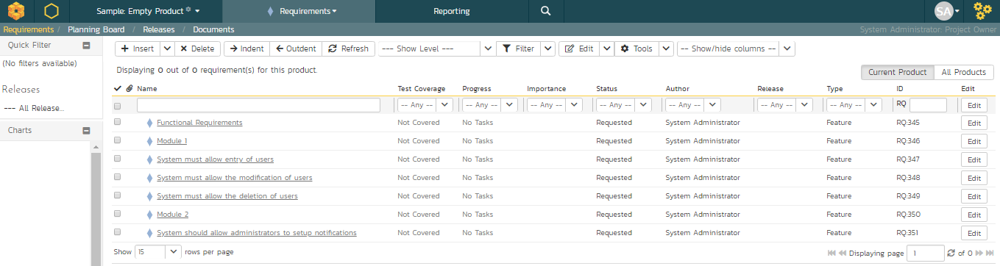 Sample: Empty Product Requirements Reporting SA
Requirements / Planning Board / Releases / Documents System Administrator: Project Owner
Quick Filter
(No filters available)
Releases
--- All Release...
Charts
Insert Delete Indent Outdent Refresh --- Show Level --- Filter Edit Tools -- Show/hide columns --
Displaying 0 out of 0 requirement(s) for this product.
Current Product All Products
Name Test Coverage Progress Importance Status Author Release Type ID Edit
-- Any -- -- Any -- -- Any -- -- Any -- -- Any -- -- Any -- -- Any -- RQ Edit
Functional Requirements Not Covered No Tasks Requested System Administrator Feature RQ:345 Edit
Module 1 Not Covered No Tasks Requested System Administrator Feature RQ:346 Edit
System must allow entry of users Not Covered No Tasks Requested System Administrator Feature RQ:347 Edit
System must allow the modification of users Not Covered No Tasks Requested System Administrator Feature RQ:348 Edit
System must allow the deletion of users Not Covered No Tasks Requested System Administrator Feature RQ:349 Edit
Module 2 Not Covered No Tasks Requested System Administrator Feature RQ:350 Edit
System should allow administrators to setup notifications Not Covered No Tasks Requested System Administrator Feature RQ:351 Edit
Show 15 rows per page Displaying page 1 of 0